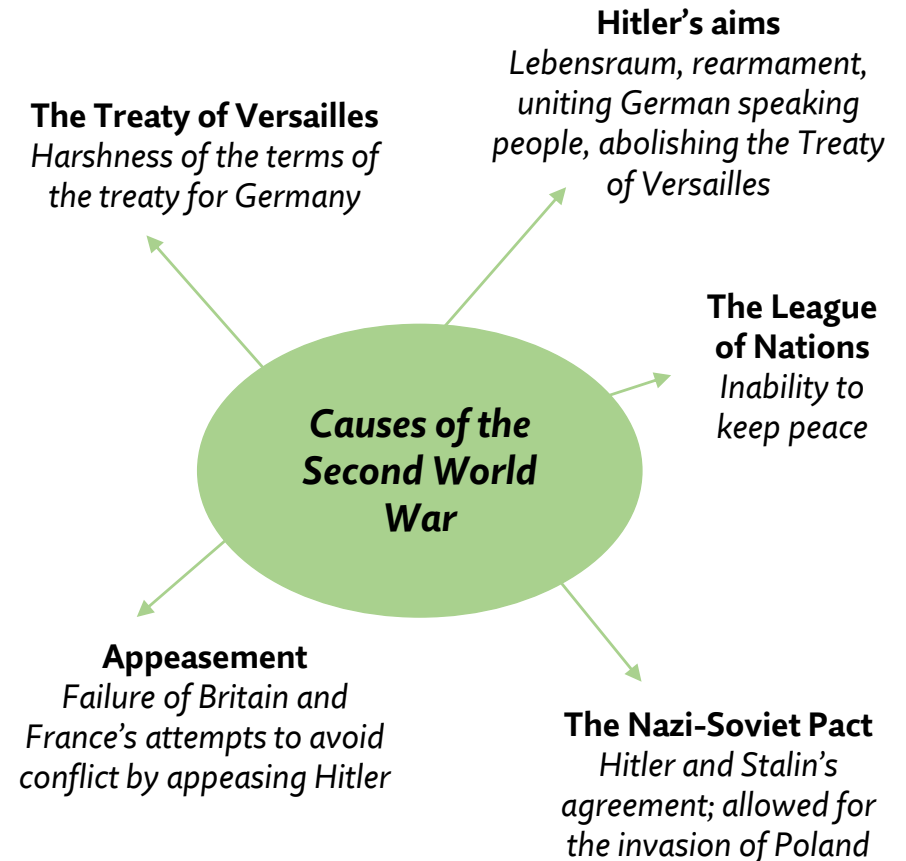 Hitler’s aims
Lebensraum, rearmament,
uniting German speaking
people, abolishing the Treaty
of Versailles
The Treaty of Versailles
Harshness of the terms of
the treaty for Germany
The League
of Nations
Inability to
keep peace
Causes of the
Second World
War
Appeasement
Failure of Britain and
France’s attempts to avoid
conflict by appeasing Hitler
The Nazi-Soviet Pact
Hitler and Stalin’s
agreement; allowed for
the invasion of Poland